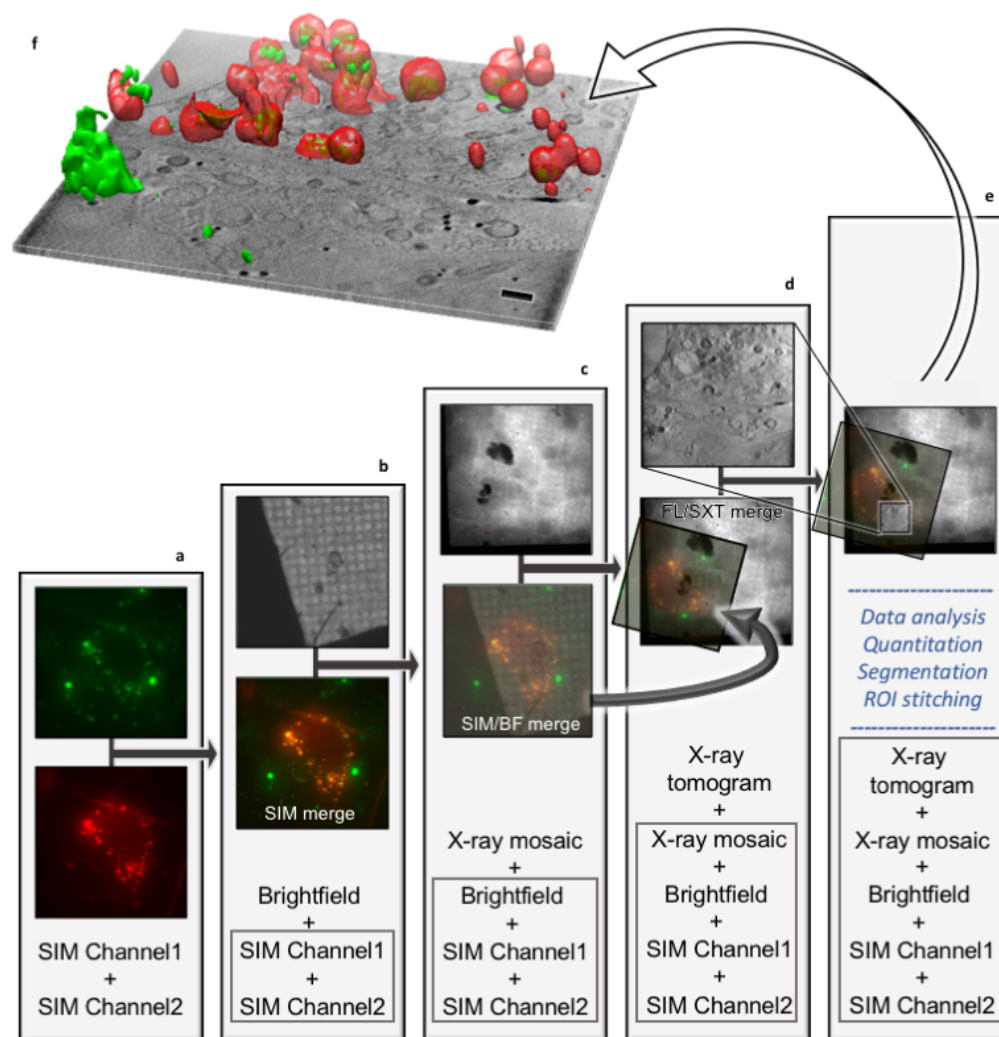 f
e
d
c
b
a
FL/SXT merge
SIM/BF merge
SIM merge
SIM Channel1
+
SIM Channel2
Brightfield
+
SIM Channel1
+
SIM Channel2
X-ray mosaic
+
Brightfield
+
SIM Channel1
+
SIM Channel2
X-ray
tomogram
+
X-ray mosaic
+
Brightfield
+
SIM Channel1
+
SIM Channel2
Data analysis
Quantitation
Segmentation
ROI stitching
X-ray
tomogram
+
X-ray mosaic
+
Brightfield
+
SIM Channel1
+
SIM Channel2